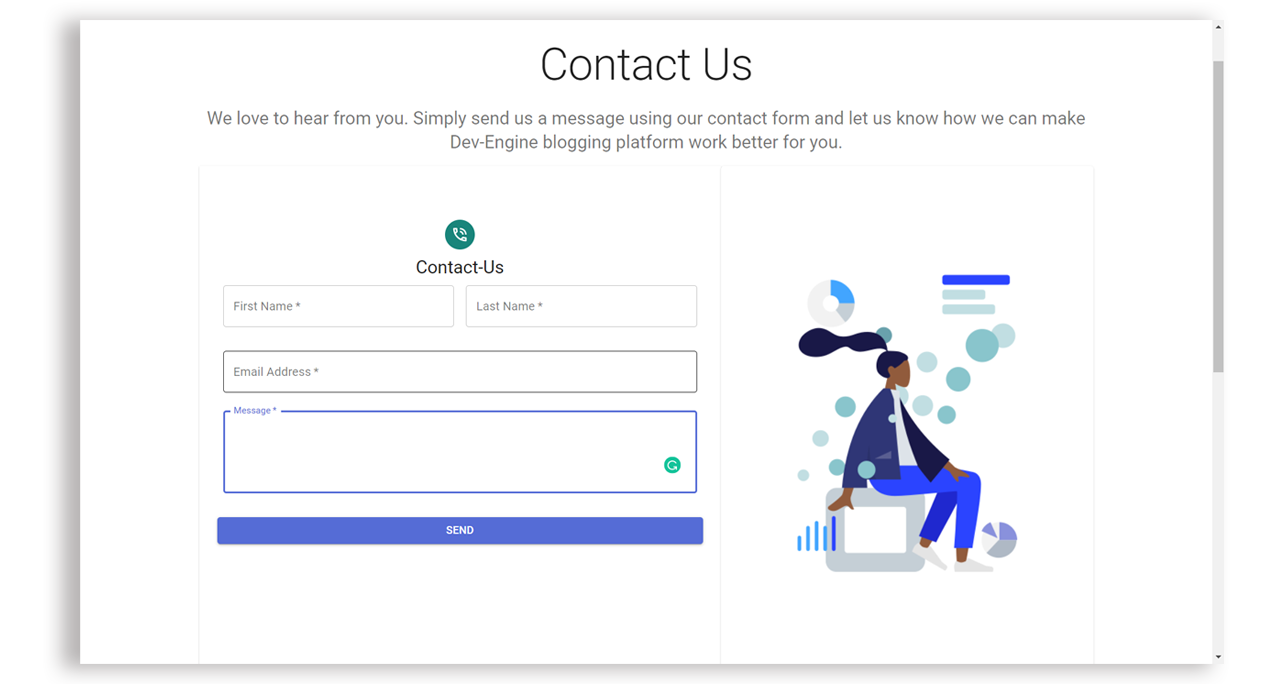 Contact Us
We love to hear from you. Simply send us a message using our contact form and let us know how we can make
Dev-Engine blogging platform work better for you.
Contact-Us
First Name *
Last Name *
Email Address *
Message *
SEND